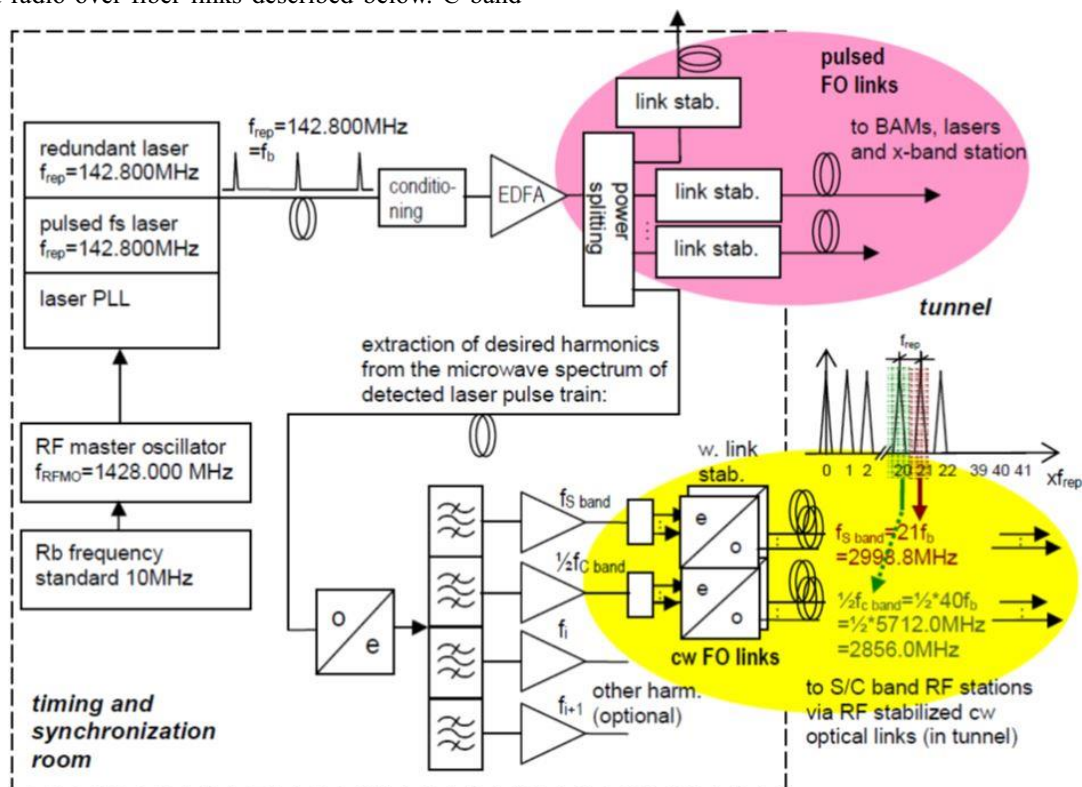 radio over fiber links described below. C band
pulsed
FO links
link stab.
to BAMs, lasers
and x-band station
redundant laser
f_rep=142.800MHz
f_rep=142.800MHz
=f_b
conditio-
ning
EDFA
power
splitting
link stab.
link stab.
pulsed fs laser
f_rep=142.800MHz
laser PLL
tunnel
extraction of desired harmonics
from the microwave spectrum of
detected laser pulse train:
f_rep
RF master oscillator
f_RFMO=1428.000 MHz
w. link
stab.
0 1 2 20 21 22 39 40 41 xf_rep
Rb frequency
standard 10MHz
f_S band
e
o
f_S band=21f_b
=2998.8MHz
½f_C band
e
o
½f_c band=½*40f_b
=½*5712.0MHz
=2856.0MHz
o
e
f_i
cw FO links
other harm.
(optional)
f_i+1
to S/C band RF stations
via RF stabilized cw
optical links (in tunnel)
timing and
synchronization
room